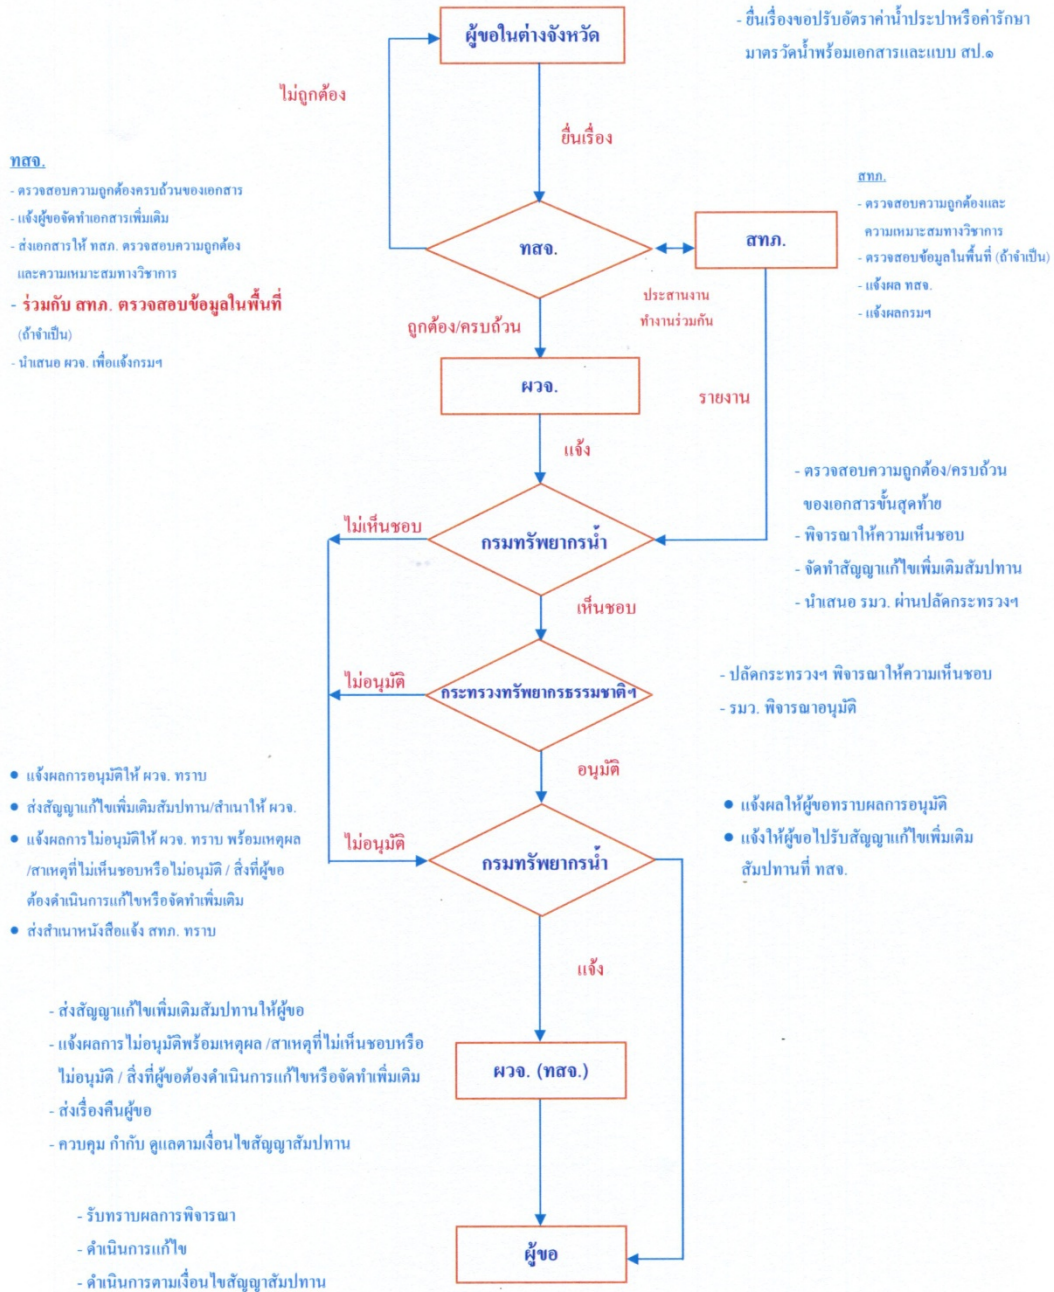 ผู้ขอในต่างจังหวัด
- ยื่นเรื่องขอปรับอัตราค่าน้ำประปาหรือค่ารักษา
มาตรวัดน้ำพร้อมเอกสารและแบบ สป.๑
ไม่ถูกต้อง
ยื่นเรื่อง
ทสจ.
- ตรวจสอบความถูกต้องครบถ้วนของเอกสาร
- แจ้งผู้ขอจัดทำเอกสารเพิ่มเติม
- ส่งเอกสารให้ ทสภ. ตรวจสอบความถูกต้อง
และความเหมาะสมทางวิชาการ
- ร่วมกับ สทภ. ตรวจสอบข้อมูลในพื้นที่
(ถ้าจำเป็น)
- นำเสนอ ผวจ. เพื่อแจ้งกรมฯ
ทสจ.
สทภ.
สทภ.
- ตรวจสอบความถูกต้องและ
ความเหมาะสมทางวิชาการ
- ตรวจสอบข้อมูลในพื้นที่ (ถ้าจำเป็น)
- แจ้งผล ทสจ.
- แจ้งผลกรมฯ
ประสานงาน
ทำงานร่วมกัน
ถูกต้อง/ครบถ้วน
ผวจ.
รายงาน
แจ้ง
- ตรวจสอบความถูกต้อง/ครบถ้วน
ของเอกสารขั้นสุดท้าย
- พิจารณาให้ความเห็นชอบ
- จัดทำสัญญาแก้ไขเพิ่มเติมสัมปทาน
- นำเสนอ รมว. ผ่านปลัดกระทรวงฯ
ไม่เห็นชอบ
กรมทรัพยากรน้ำ
เห็นชอบ
ไม่อนุมัติ
กระทรวงทรัพยากรธรรมชาติฯ
- ปลัดกระทรวงฯ พิจารณาให้ความเห็นชอบ
- รมว. พิจารณาอนุมัติ
อนุมัติ
● แจ้งผลการอนุมัติให้ ผวจ. ทราบ
● ส่งสัญญาแก้ไขเพิ่มเติมสัมปทาน/สำเนาให้ ผวจ.
● แจ้งผลการไม่อนุมัติให้ ผวจ. ทราบ พร้อมเหตุผล
/สาเหตุที่ไม่เห็นชอบหรือไม่อนุมัติ / สิ่งที่ผู้ขอ
ต้องดำเนินการแก้ไขหรือจัดทำเพิ่มเติม
● ส่งสำเนาหนังสือแจ้ง สทภ. ทราบ
ไม่อนุมัติ
กรมทรัพยากรน้ำ
● แจ้งผลให้ผู้ขอทราบผลการอนุมัติ
● แจ้งให้ผู้ขอไปรับสัญญาแก้ไขเพิ่มเติม
สัมปทานที่ ทสจ.
แจ้ง
- ส่งสัญญาแก้ไขเพิ่มเติมสัมปทานให้ผู้ขอ
- แจ้งผลการไม่อนุมัติพร้อมเหตุผล /สาเหตุที่ไม่เห็นชอบหรือ
ไม่อนุมัติ / สิ่งที่ผู้ขอต้องดำเนินการแก้ไขหรือจัดทำเพิ่มเติม
- ส่งเรื่องคืนผู้ขอ
- ควบคุม กำกับ ดูแลตามเงื่อนไขสัญญาสัมปทาน
ผวจ. (ทสจ.)
- รับทราบผลการพิจารณา
- ดำเนินการแก้ไข
- ดำเนินการตามเงื่อนไขสัญญาสัมปทาน
ผู้ขอ